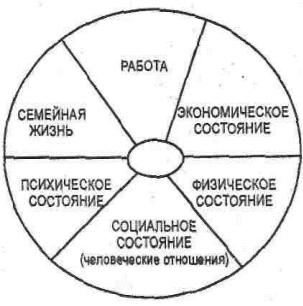 РАБОТА
ЭКОНОМИЧЕСКОЕ
СОСТОЯНИЕ
ФИЗИЧЕСКОЕ
СОСТОЯНИЕ
СОЦИАЛЬНОЕ
СОСТОЯНИЕ
(человеческие отношения)
ПСИХИЧЕСКОЕ
СОСТОЯНИЕ
СЕМЕЙНАЯ
ЖИЗНЬ